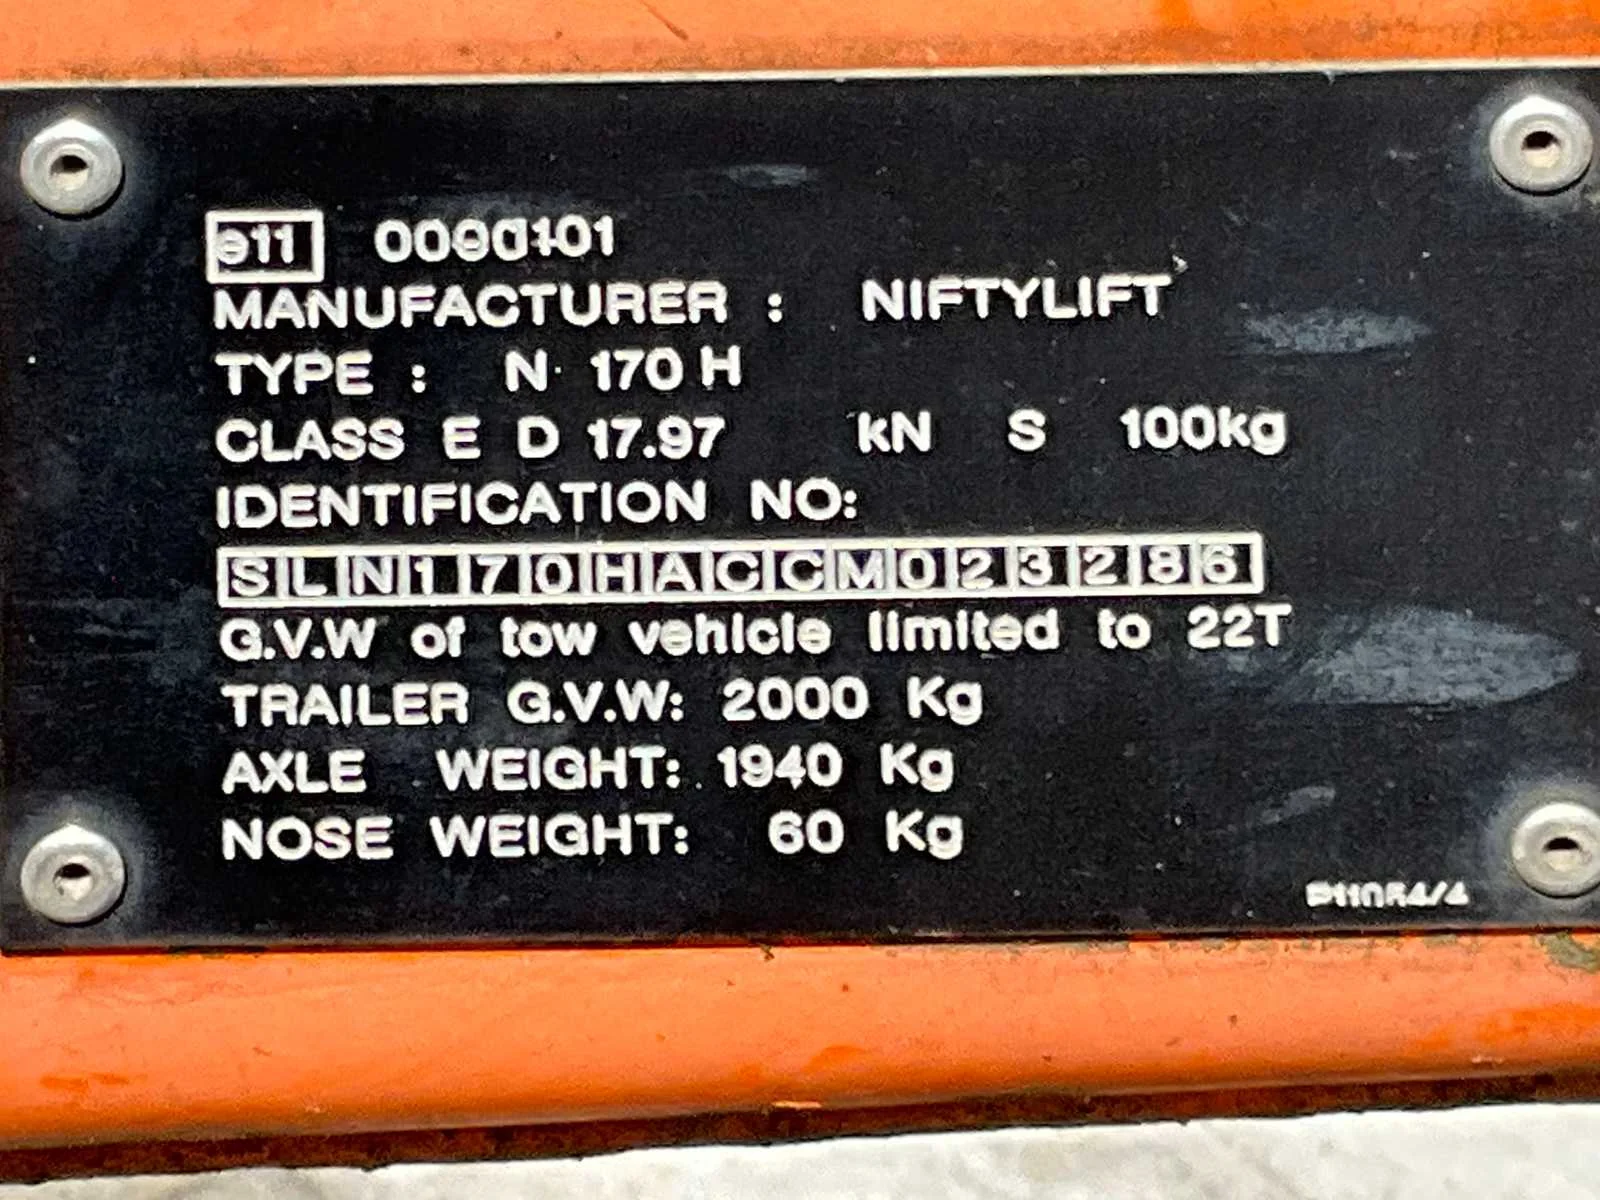 e11 0000101
MANUFACTURER : NIFTYLIFT
TYPE : N 170 H
CLASS E D 17.97 kN S 100kg
IDENTIFICATION NO:
SLN170HACCM023286
G.V.W of tow vehicle limited to 22T
TRAILER G.V.W: 2000 Kg
AXLE WEIGHT: 1940 Kg
NOSE WEIGHT: 60 Kg